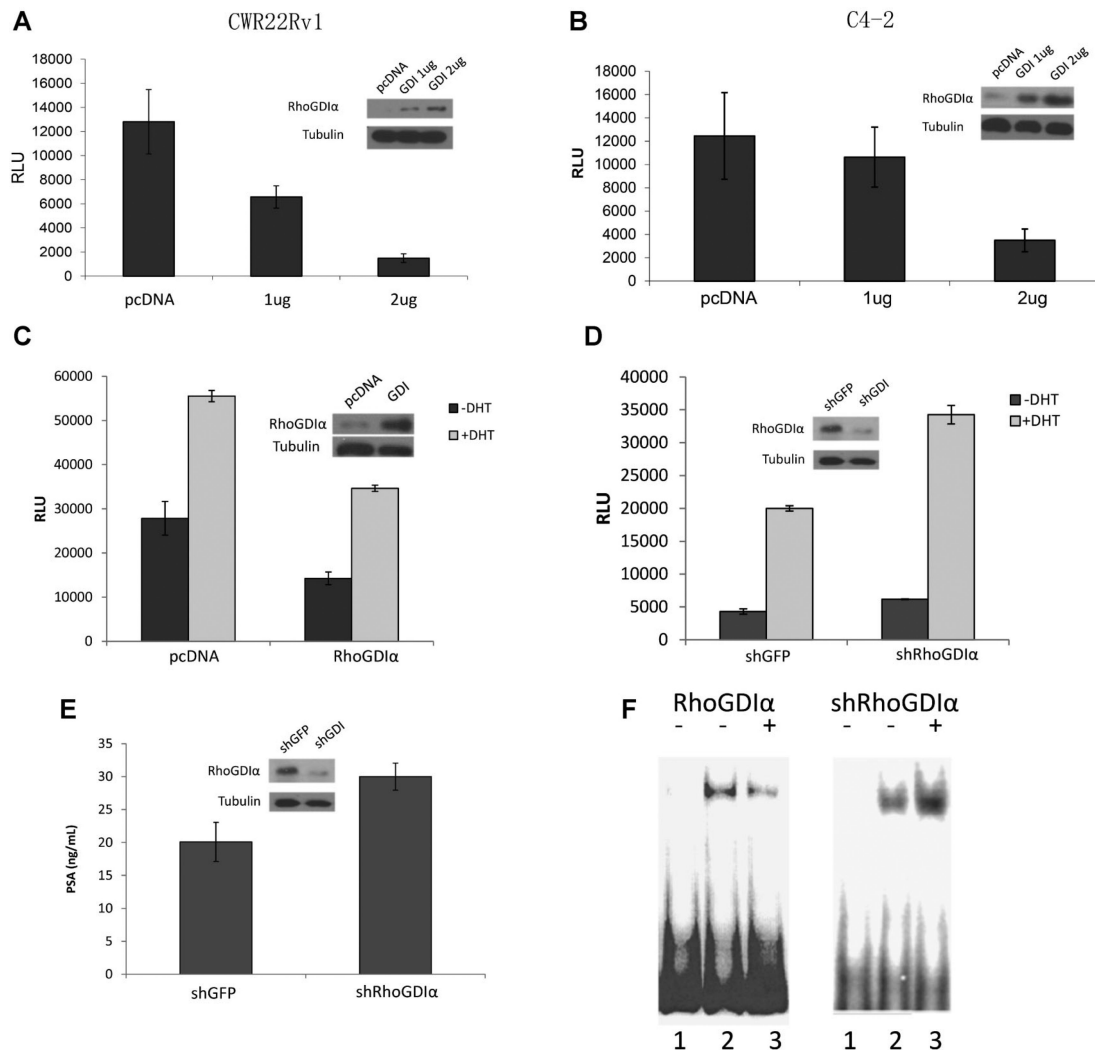 A
CWR22Rv1
18000
16000
14000
12000
10000
8000
6000
4000
2000
0
RLU
pcDNA
1ug
2ug
pcDNA
GDI 1ug
GDI 2ug
RhoGDIα
Tubulin
B
C4-2
18000
16000
14000
12000
10000
8000
6000
4000
2000
0
RLU
pcDNA
1ug
2ug
pcDNA
GDI 1ug
GDI 2ug
RhoGDIα
Tubulin
C
60000
50000
40000
30000
20000
10000
0
RLU
pcDNA
RhoGDIα
pcDNA
GDI
RhoGDIα
Tubulin
-DHT
+DHT
D
40000
35000
30000
25000
20000
15000
10000
5000
0
RLU
shGFP
shRhoGDIα
shGFP
shGDI
RhoGDIα
Tubulin
-DHT
+DHT
E
35
30
25
20
15
10
5
0
PSA (ng/mL)
shGFP
shRhoGDIα
shGFP
shGDI
RhoGDIα
Tubulin
F
RhoGDIα
- - +
1 2 3
shRhoGDIα
- - +
1 2 3